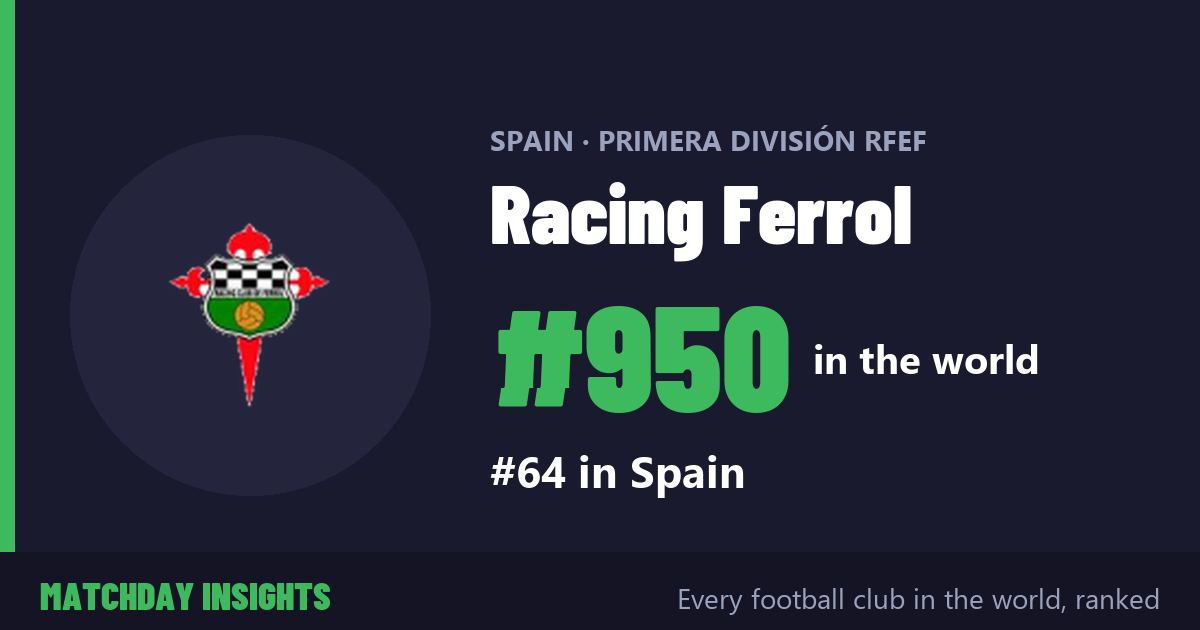 SPAIN · PRIMERA DIVISIÓN RFEF
Racing Ferrol
#950 in the world
#64 in Spain
MATCHDAY INSIGHTS
Every football club in the world, ranked